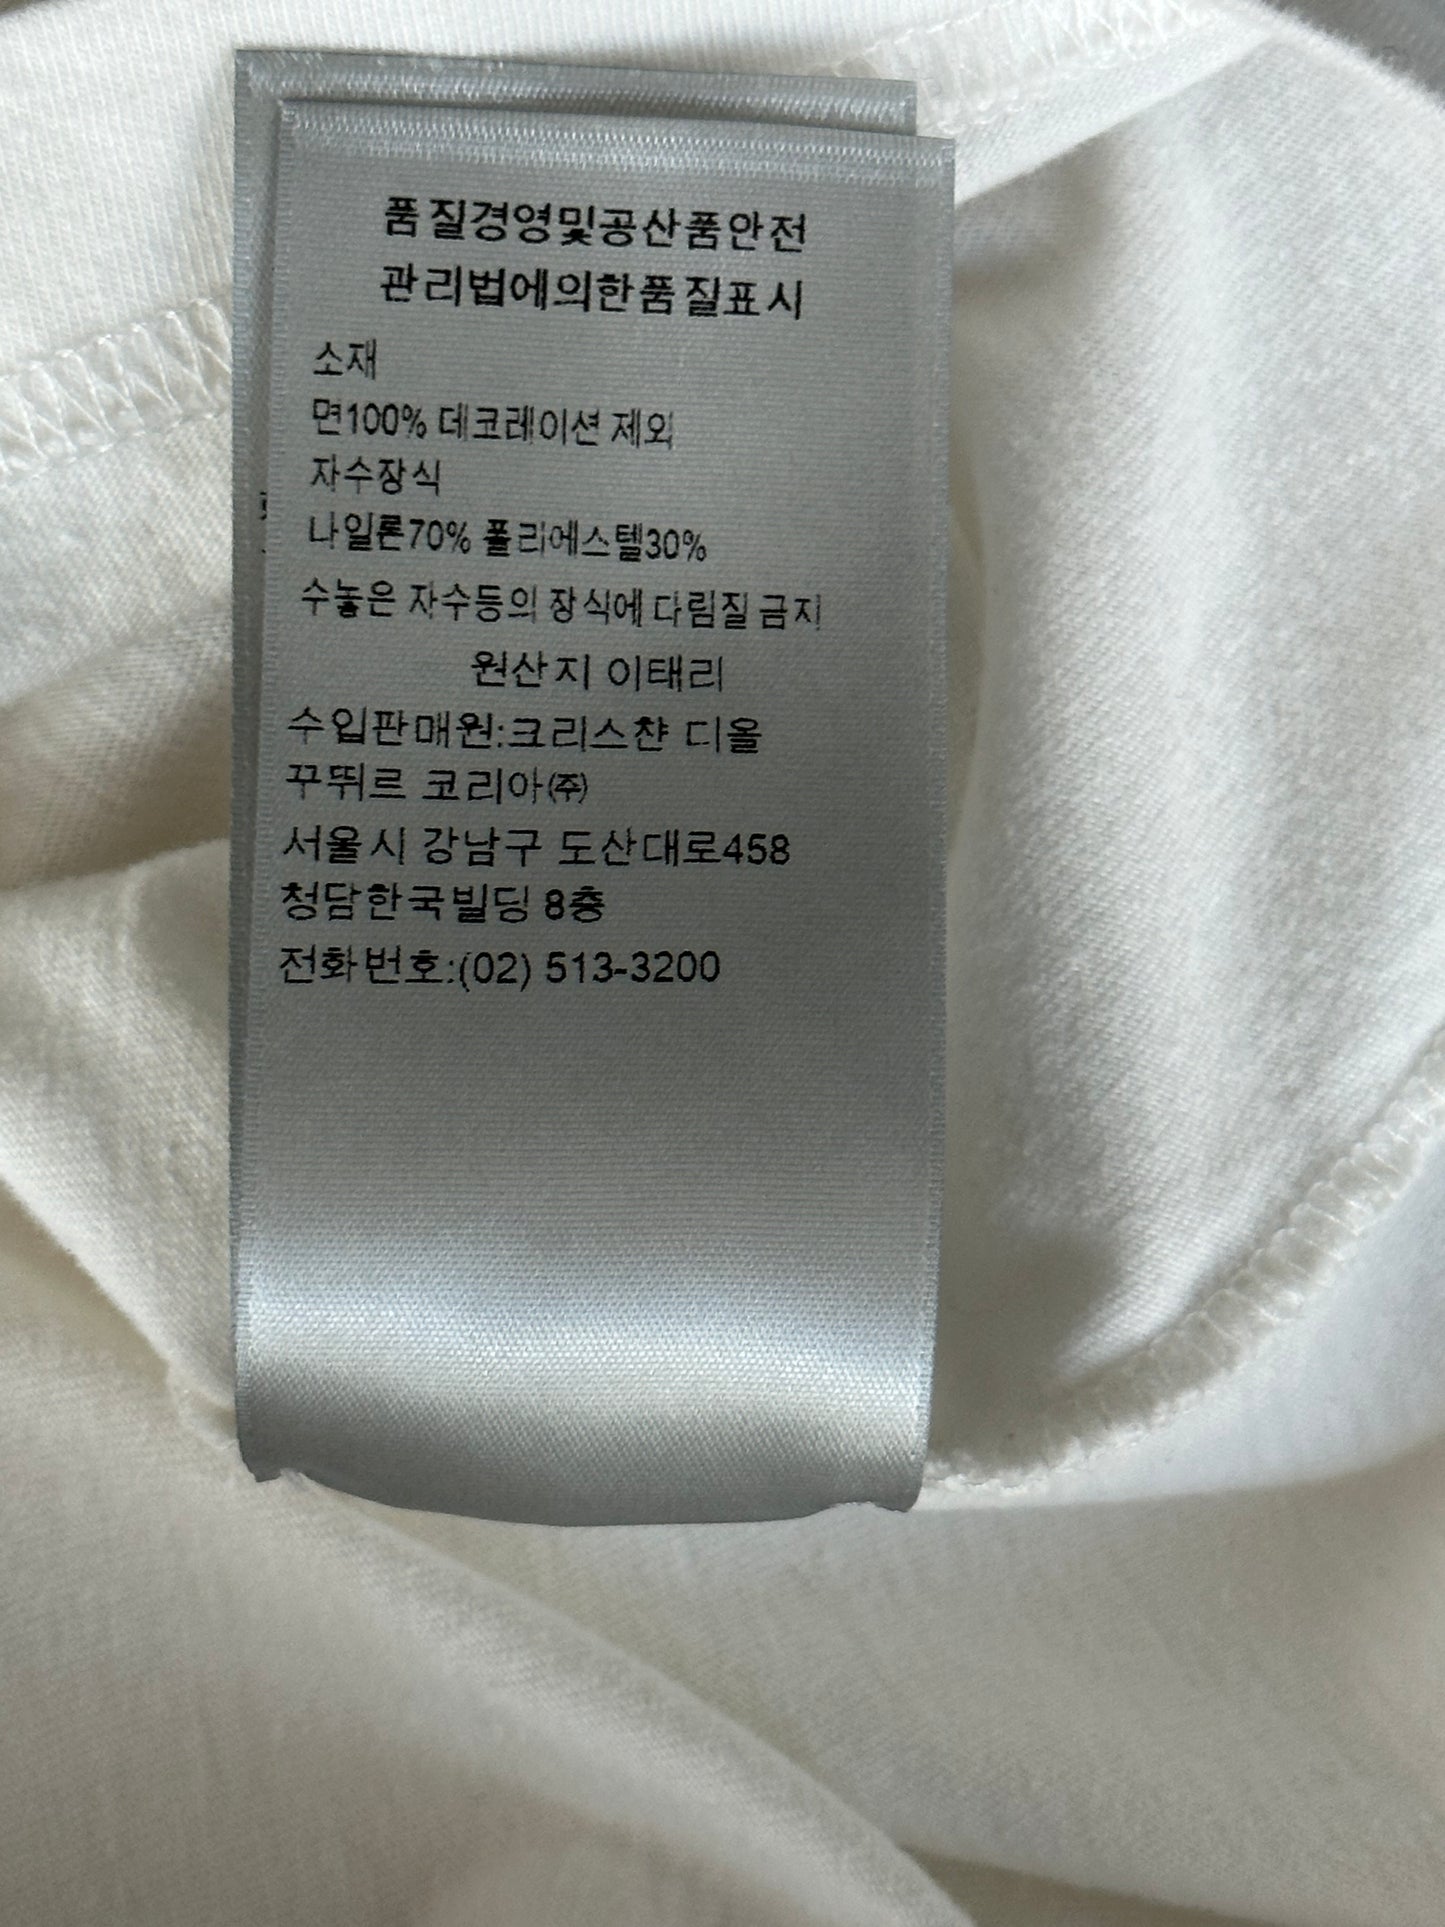 품질경영및공산품안전
관리법에의한품질표시
소재
면100% 데코레이션 제외
자수장식
나일론70% 폴리에스텔30%
수놓은 자수등의 장식에 다림질 금지
원산지 이태리
수입판매원:크리스챤 디올
꾸뛰르 코리아㈜
서울시 강남구 도산대로458
청담한국빌딩 8층
전화번호:(02) 513-3200